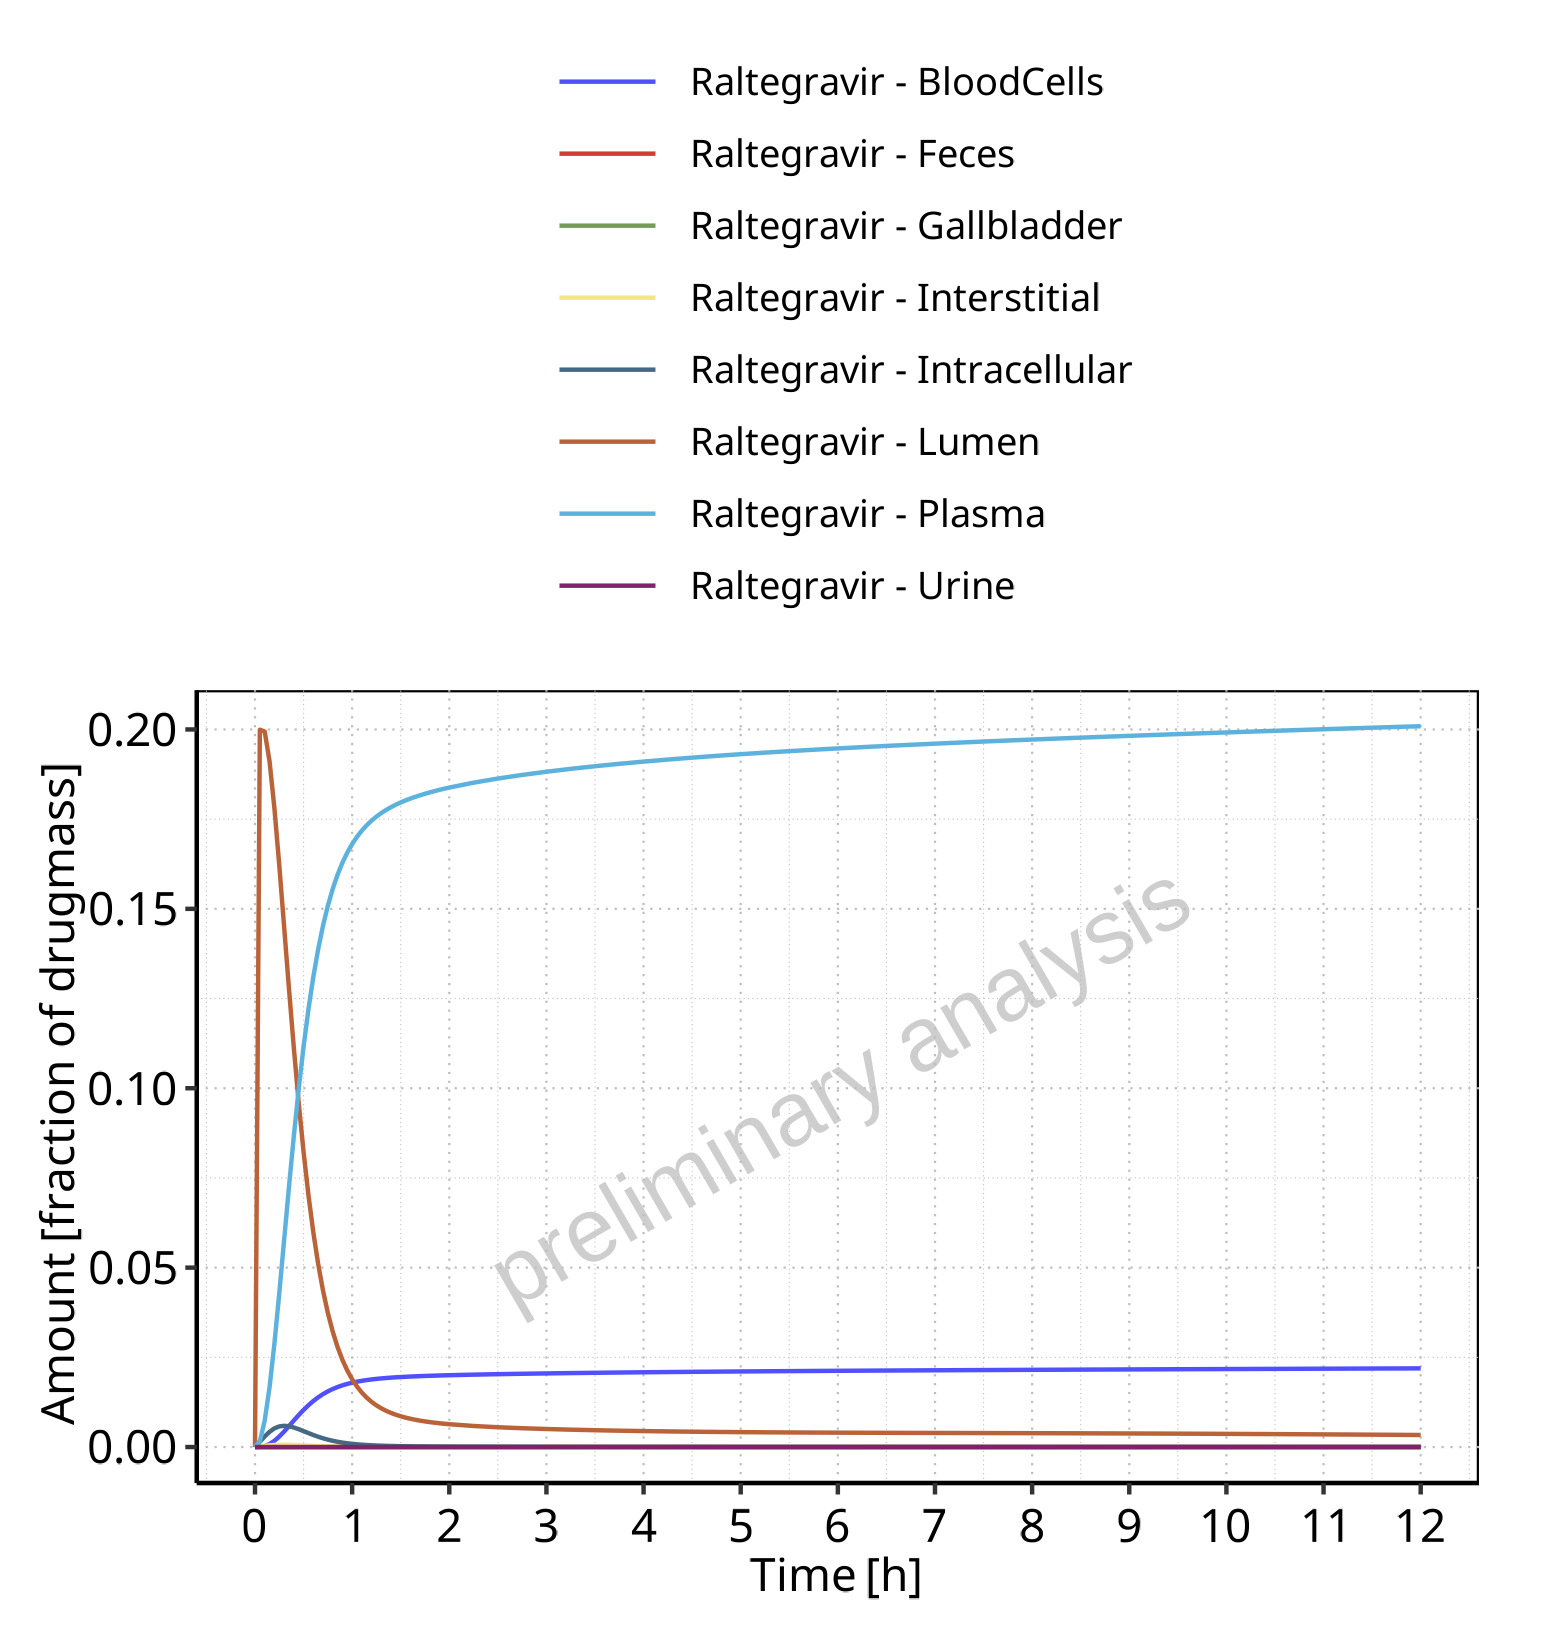 Raltegravir - BloodCells
Raltegravir - Feces
Raltegravir - Gallbladder
Raltegravir - Interstitial
Raltegravir - Intracellular
Raltegravir - Lumen
Raltegravir - Plasma
Raltegravir - Urine
Amount [fraction of drugmass]
0.20
0.15
0.10
0.05
0.00
preliminary analysis
0 1 2 3 4 5 6 7 8 9 10 11 12
Time [h]